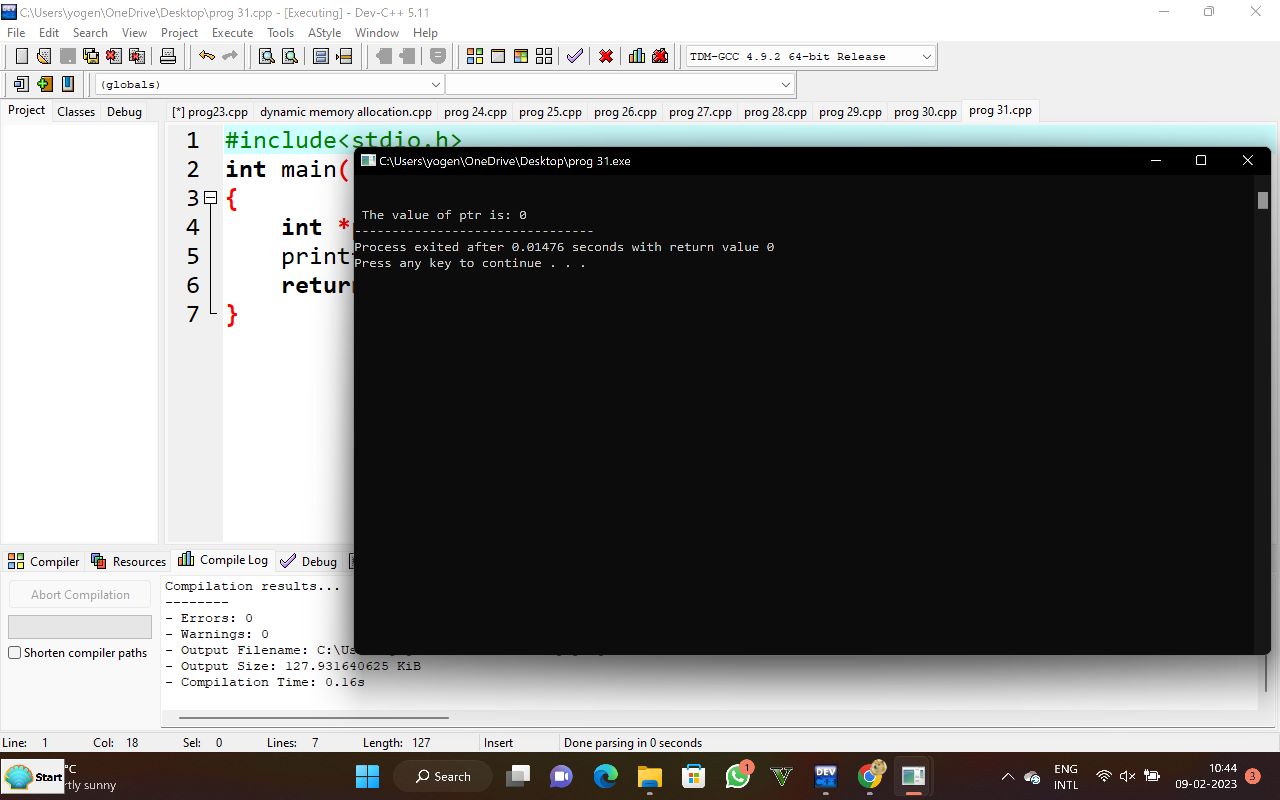 C:\Users\yogen\OneDrive\Desktop\prog 31.cpp - [Executing] - Dev-C++ 5.11
File Edit Search View Project Execute Tools AStyle Window Help
TDM-GCC 4.9.2 64-bit Release
(globals)
Project Classes Debug
[*] prog23.cpp dynamic memory allocation.cpp prog 24.cpp prog 25.cpp prog 26.cpp prog 27.cpp prog 28.cpp prog 29.cpp prog 30.cpp prog 31.cpp
1 #include<stdio.h>
2 int main(
3 {
4 int *
5 print
6 return
7 }
C:\Users\yogen\OneDrive\Desktop\prog 31.exe
The value of ptr is: 0
--------------------------------
Process exited after 0.01476 seconds with return value 0
Press any key to continue . . .
Compiler Resources Compile Log Debug
Abort Compilation
Shorten compiler paths
Compilation results...
--------
- Errors: 0
- Warnings: 0
- Output Filename: C:\Us
- Output Size: 127.931640625 KiB
- Compilation Time: 0.16s
Line: 1 Col: 18 Sel: 0 Lines: 7 Length: 127 Insert Done parsing in 0 seconds
Start
°C
rtly sunny
Search
1
DEV
ENG
INTL
10:44
09-02-2023
3